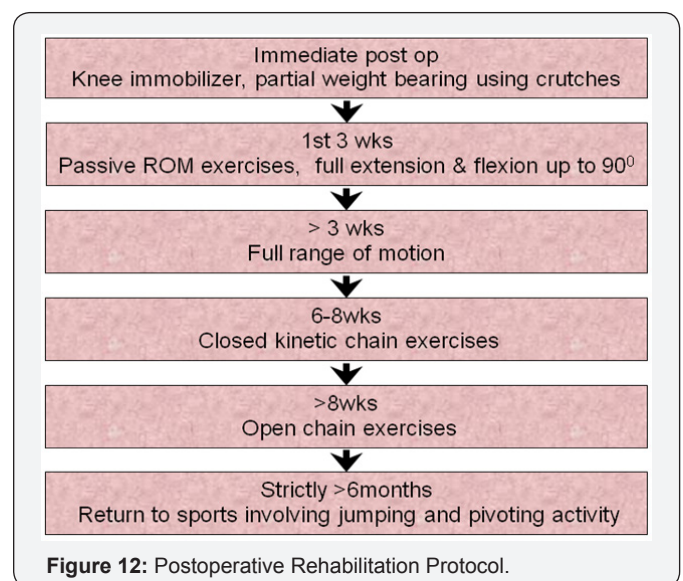 Immediate post op
Knee immobilizer, partial weight bearing using crutches
1st 3 wks
Passive ROM exercises, full extension & flexion up to 90⁰
> 3 wks
Full range of motion
6-8wks
Closed kinetic chain exercises
>8wks
Open chain exercises
Strictly >6months
Return to sports involving jumping and pivoting activity
Figure 12: Postoperative Rehabilitation Protocol.